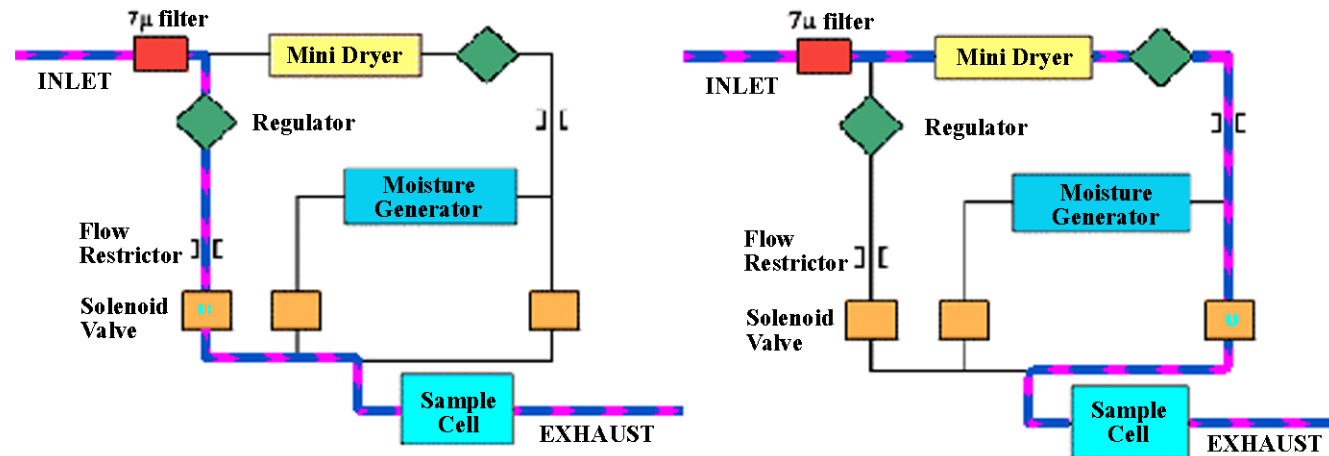 7μ filter
Mini Dryer
INLET
Regulator
Moisture
Generator
Flow
Restrictor
Solenoid
Valve
Sample
Cell
EXHAUST
7μ filter
Mini Dryer
INLET
Regulator
Moisture
Generator
Flow
Restrictor
Solenoid
Valve
Sample
Cell
EXHAUST